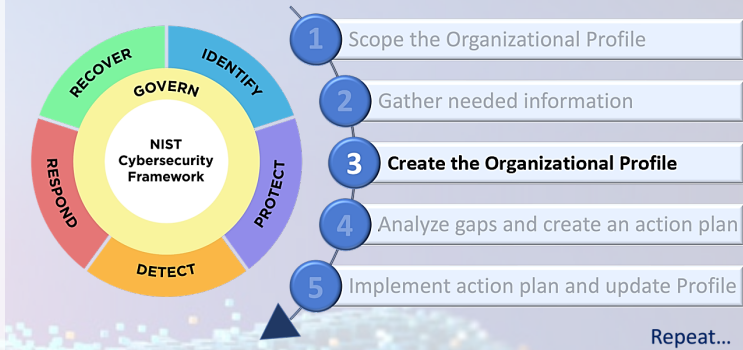 RECOVER
IDENTIFY
GOVERN
NIST
Cybersecurity
Framework
RESPOND
PROTECT
DETECT
1 Scope the Organizational Profile
2 Gather needed information
3 Create the Organizational Profile
4 Analyze gaps and create an action plan
5 Implement action plan and update Profile
Repeat...